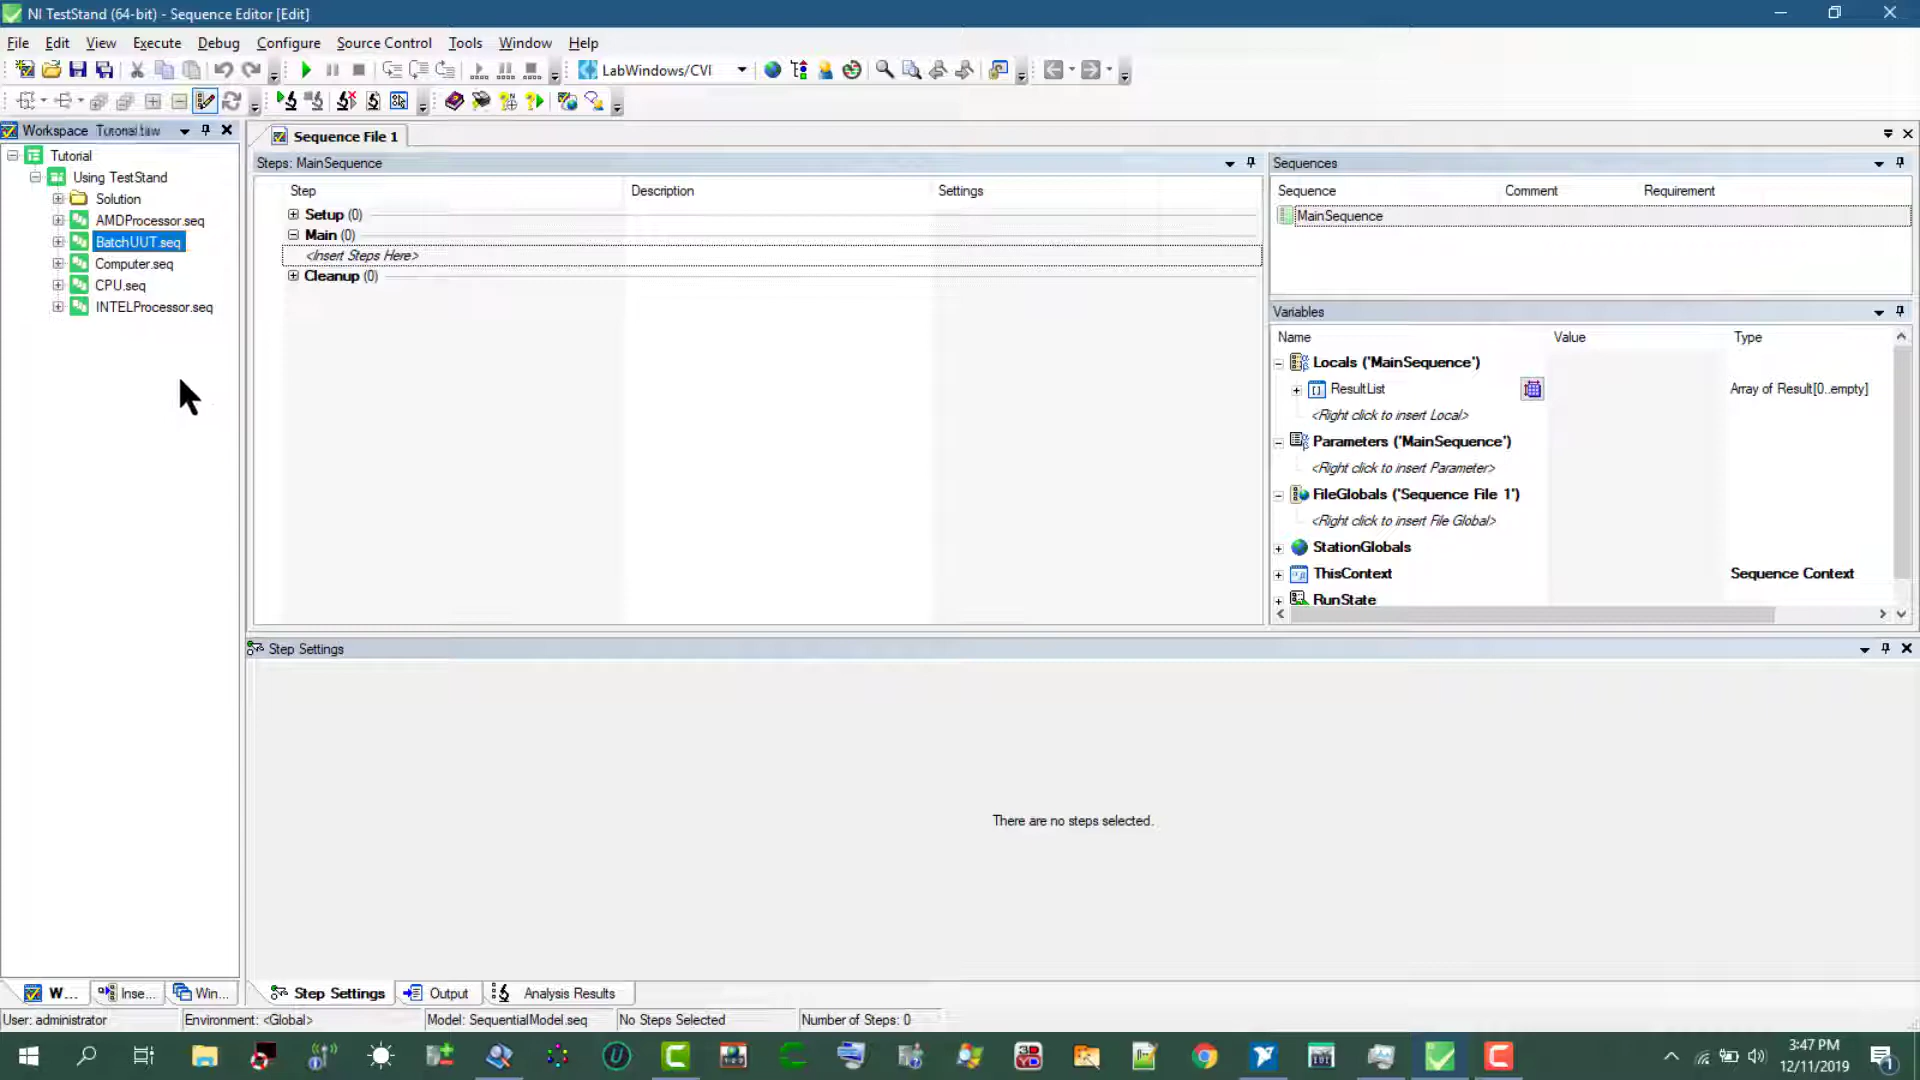 NI TestStand (64-bit) - Sequence Editor [Edit]
File Edit View Execute Debug Configure Source Control Tools Window Help
LabWindows/CVI
Workspace
Tutorial
Using TestStand
Solution
AMDProcessor.seq
BatchUUT.seq
Computer.seq
CPU.seq
INTELProcessor.seq
Sequence File 1
Steps: MainSequence
Step Description Settings
Setup (0)
Main (0)
<Insert Steps Here>
Cleanup (0)
Sequences
Sequence Comment Requirement
MainSequence
Variables
Name Value Type
Locals ('MainSequence')
ResultList Array of Result[0..empty]
<Right click to insert Local>
Parameters ('MainSequence')
<Right click to insert Parameter>
FileGlobals ('Sequence File 1')
<Right click to insert File Global>
StationGlobals
ThisContext Sequence Context
RunState
Step Settings
There are no steps selected.
W... Inse... Win...
Step Settings Output Analysis Results
User: administrator Environment: <Global> Model: SequentialModel.seq No Steps Selected Number of Steps: 0
3:47 PM
12/11/2019